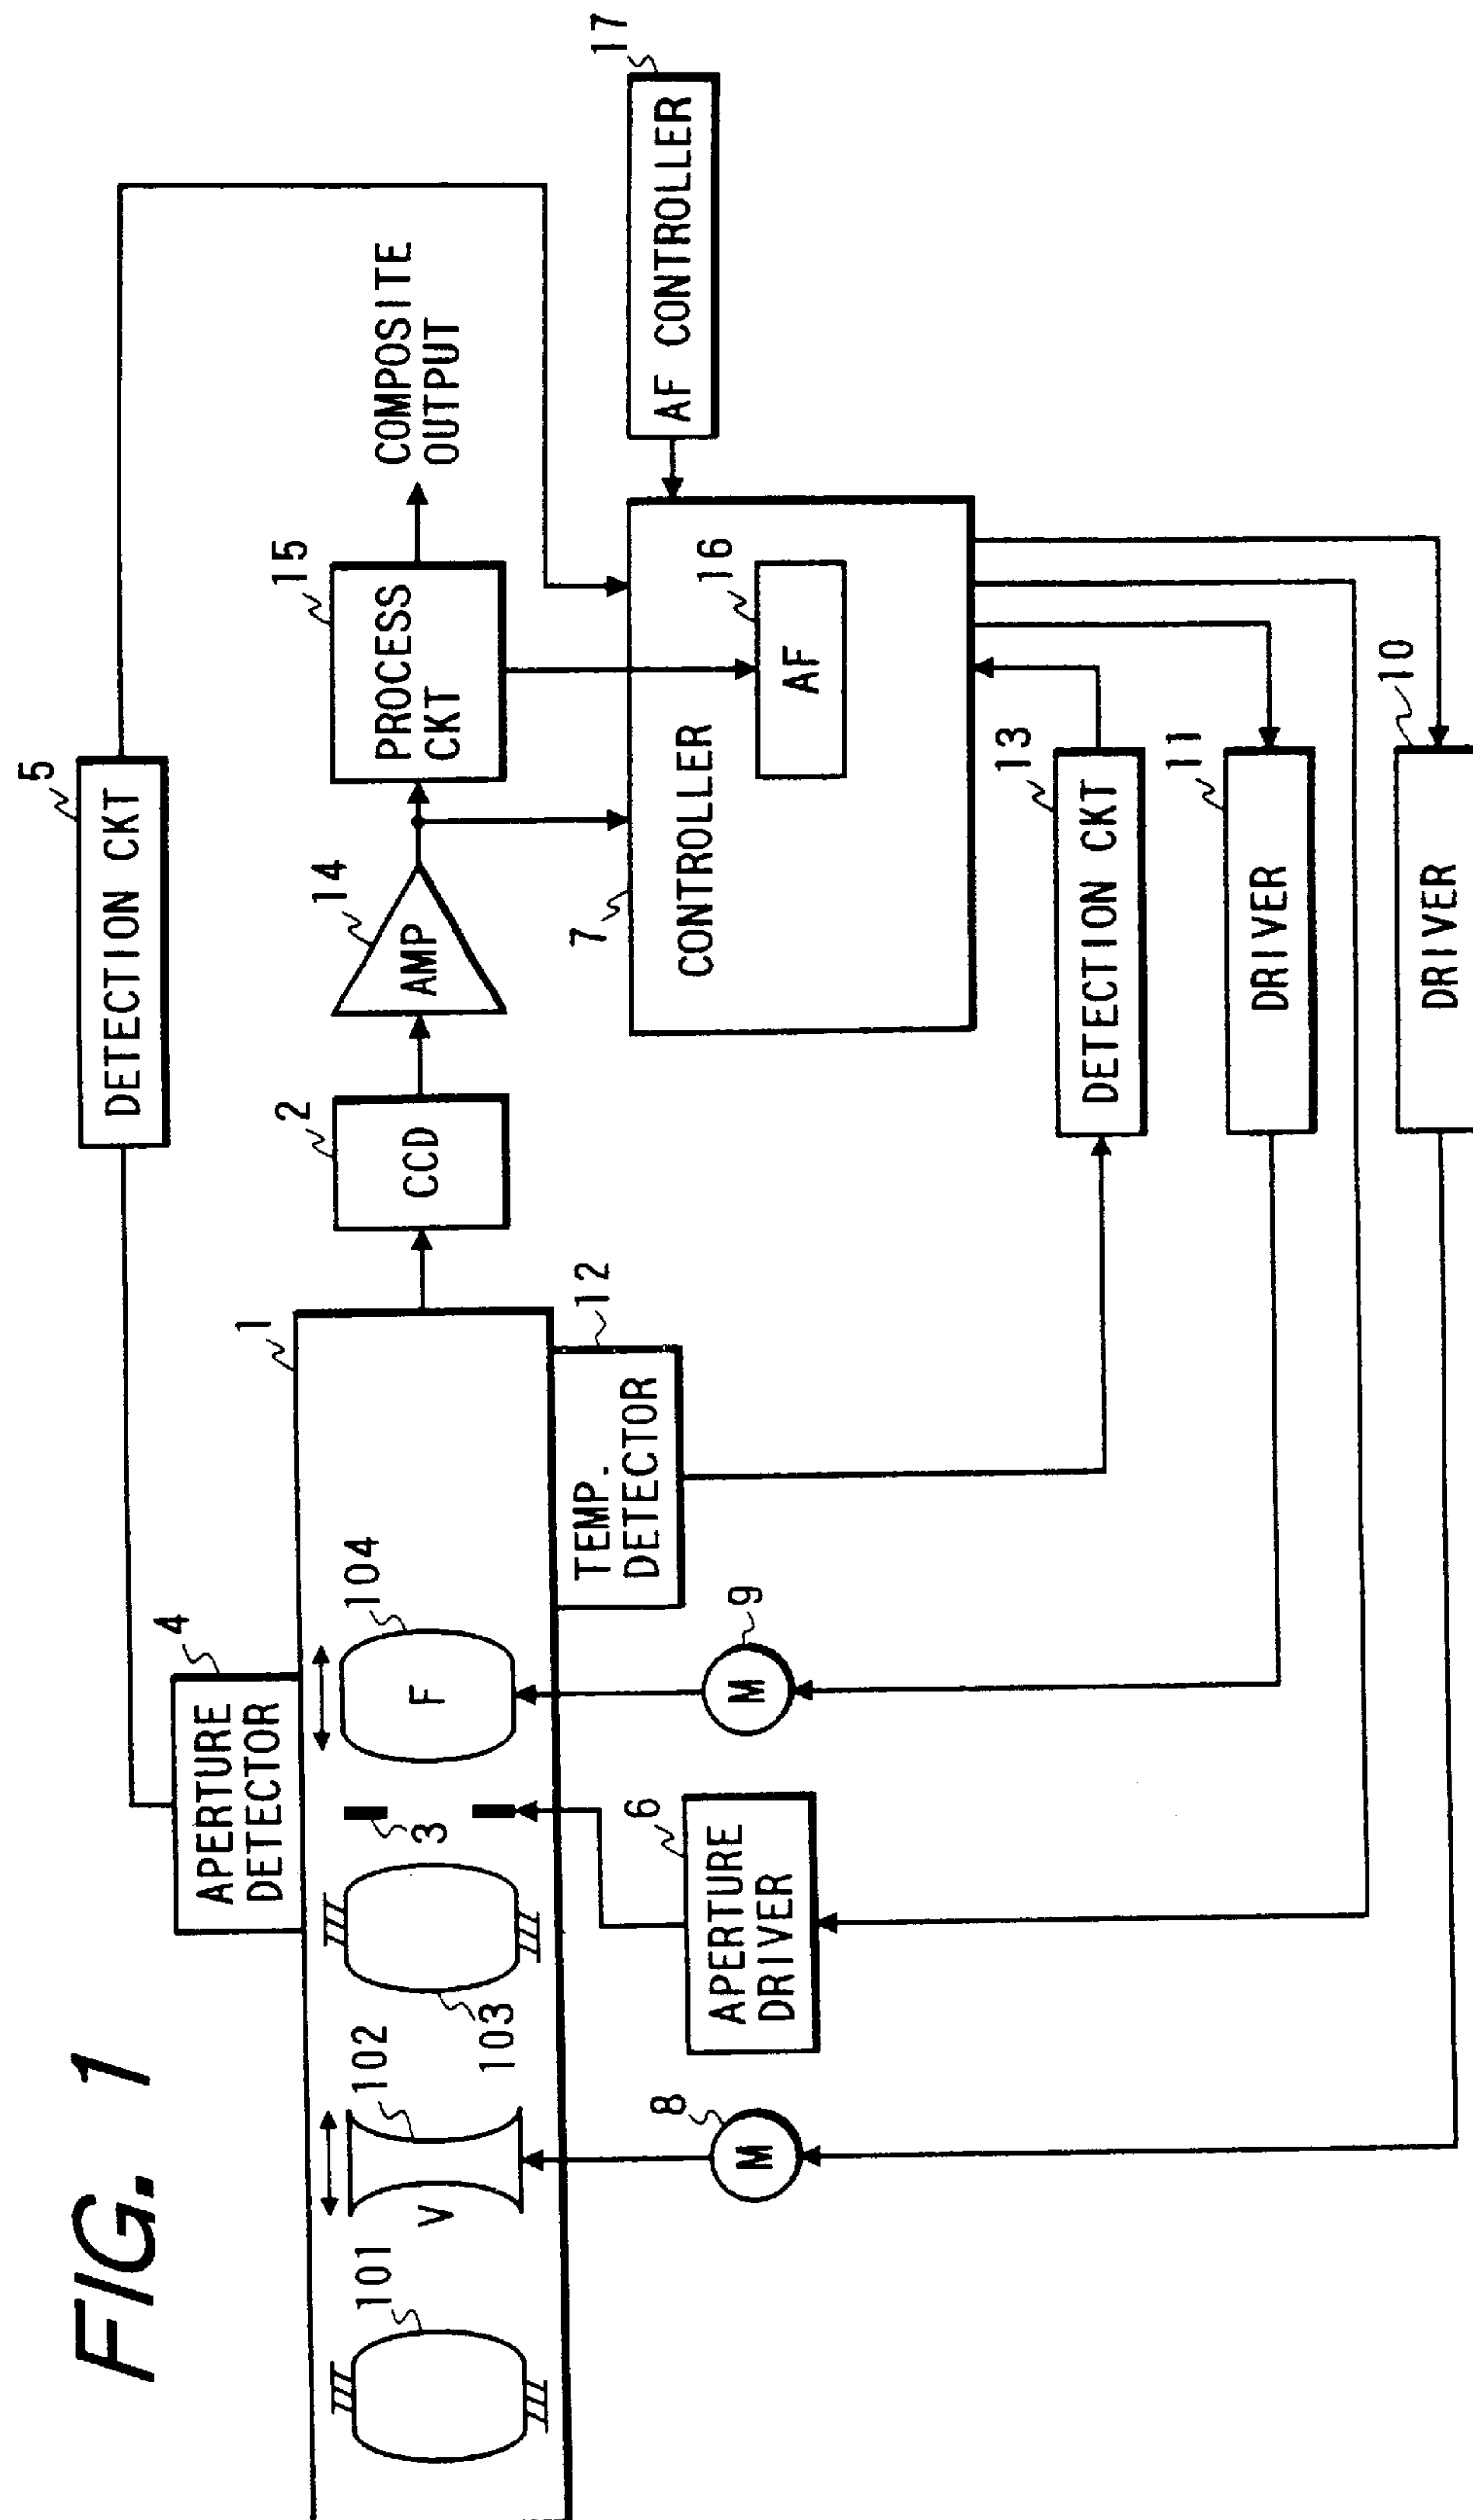 FIG. 1
5
DETECTION CKT
4
APERTURE
DETECTOR
1
2
CCD
14
AMP
15
PROCESS
CKT
COMPOSITE
OUTPUT
101
V
102
103
3
104
F
12
TEMP.
DETECTOR
7
CONTROLLER
16
AF
17
AF CONTROLLER
8
M
6
APERTURE
DRIVER
9
M
13
DETECTION CKT
11
DRIVER
10
DRIVER